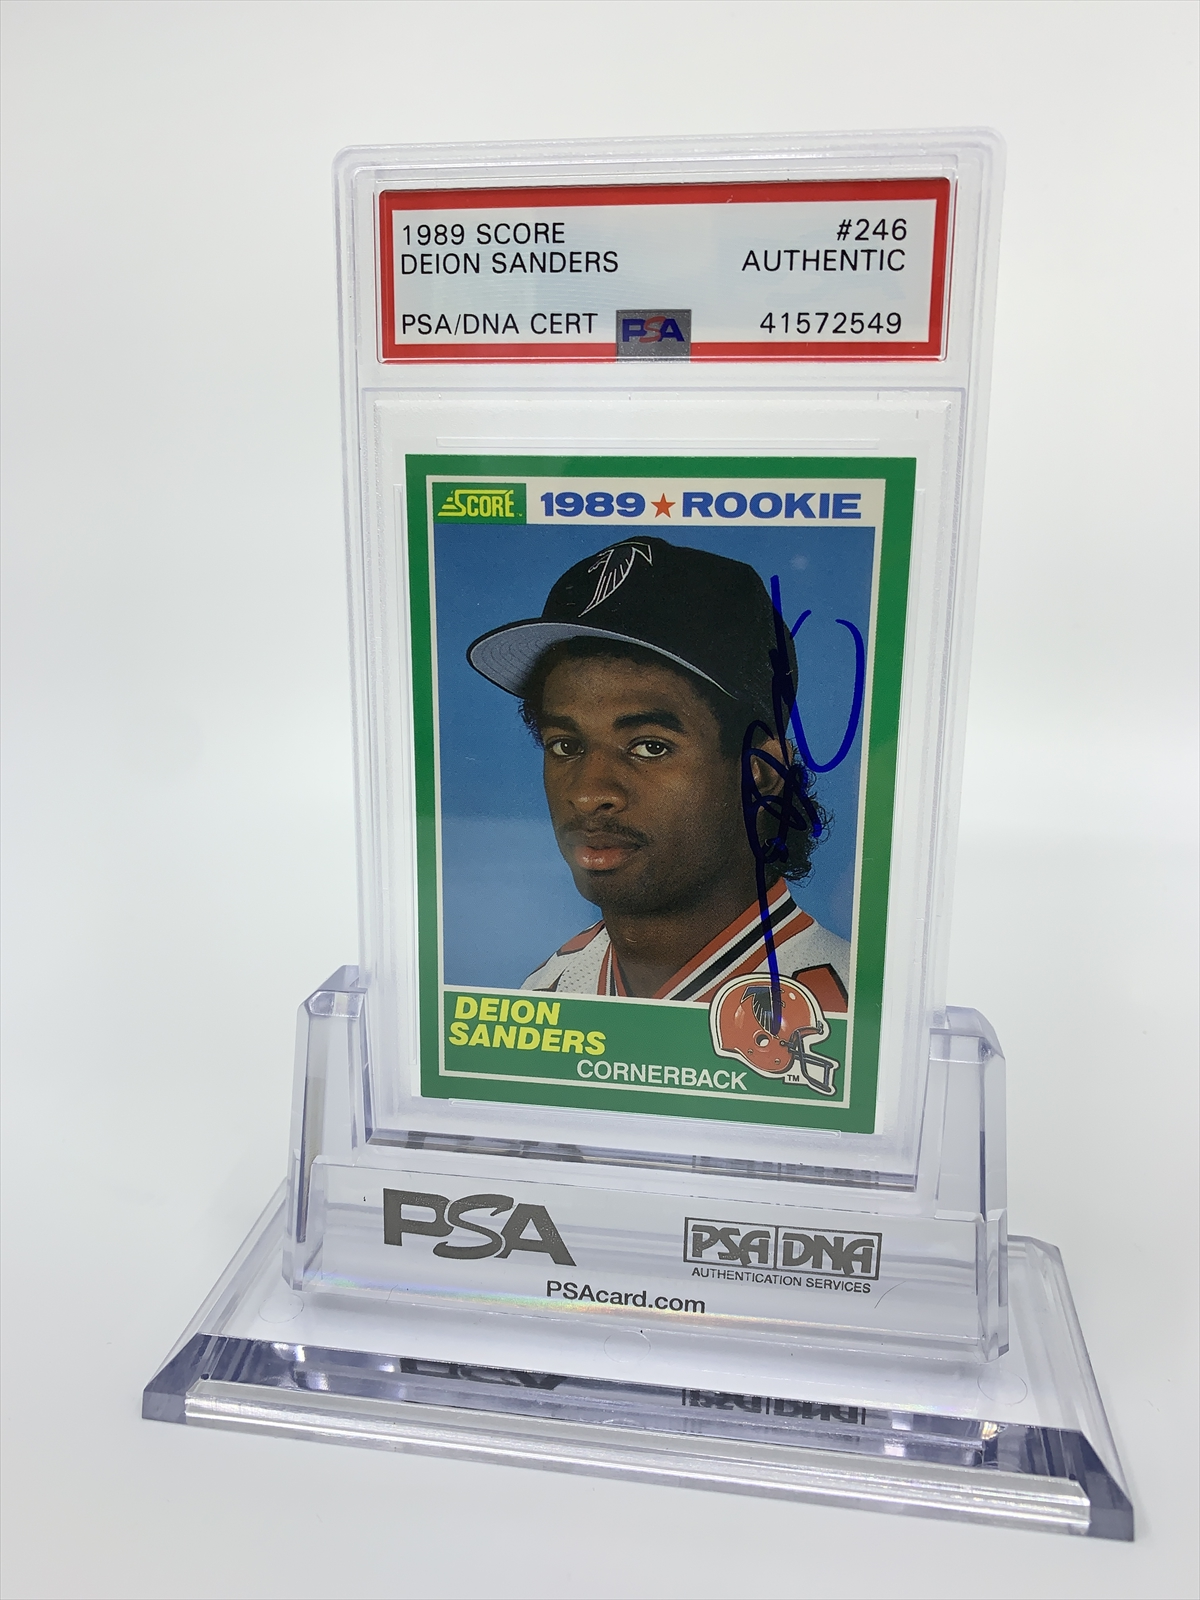 1989 SCORE #246
DEION SANDERS AUTHENTIC
PSA/DNA CERT PSA 41572549
SCORE 1989 ROOKIE
DEION
SANDERS
CORNERBACK
TM
PSA
PSA DNA
AUTHENTICATION SERVICES
PSAcard.com